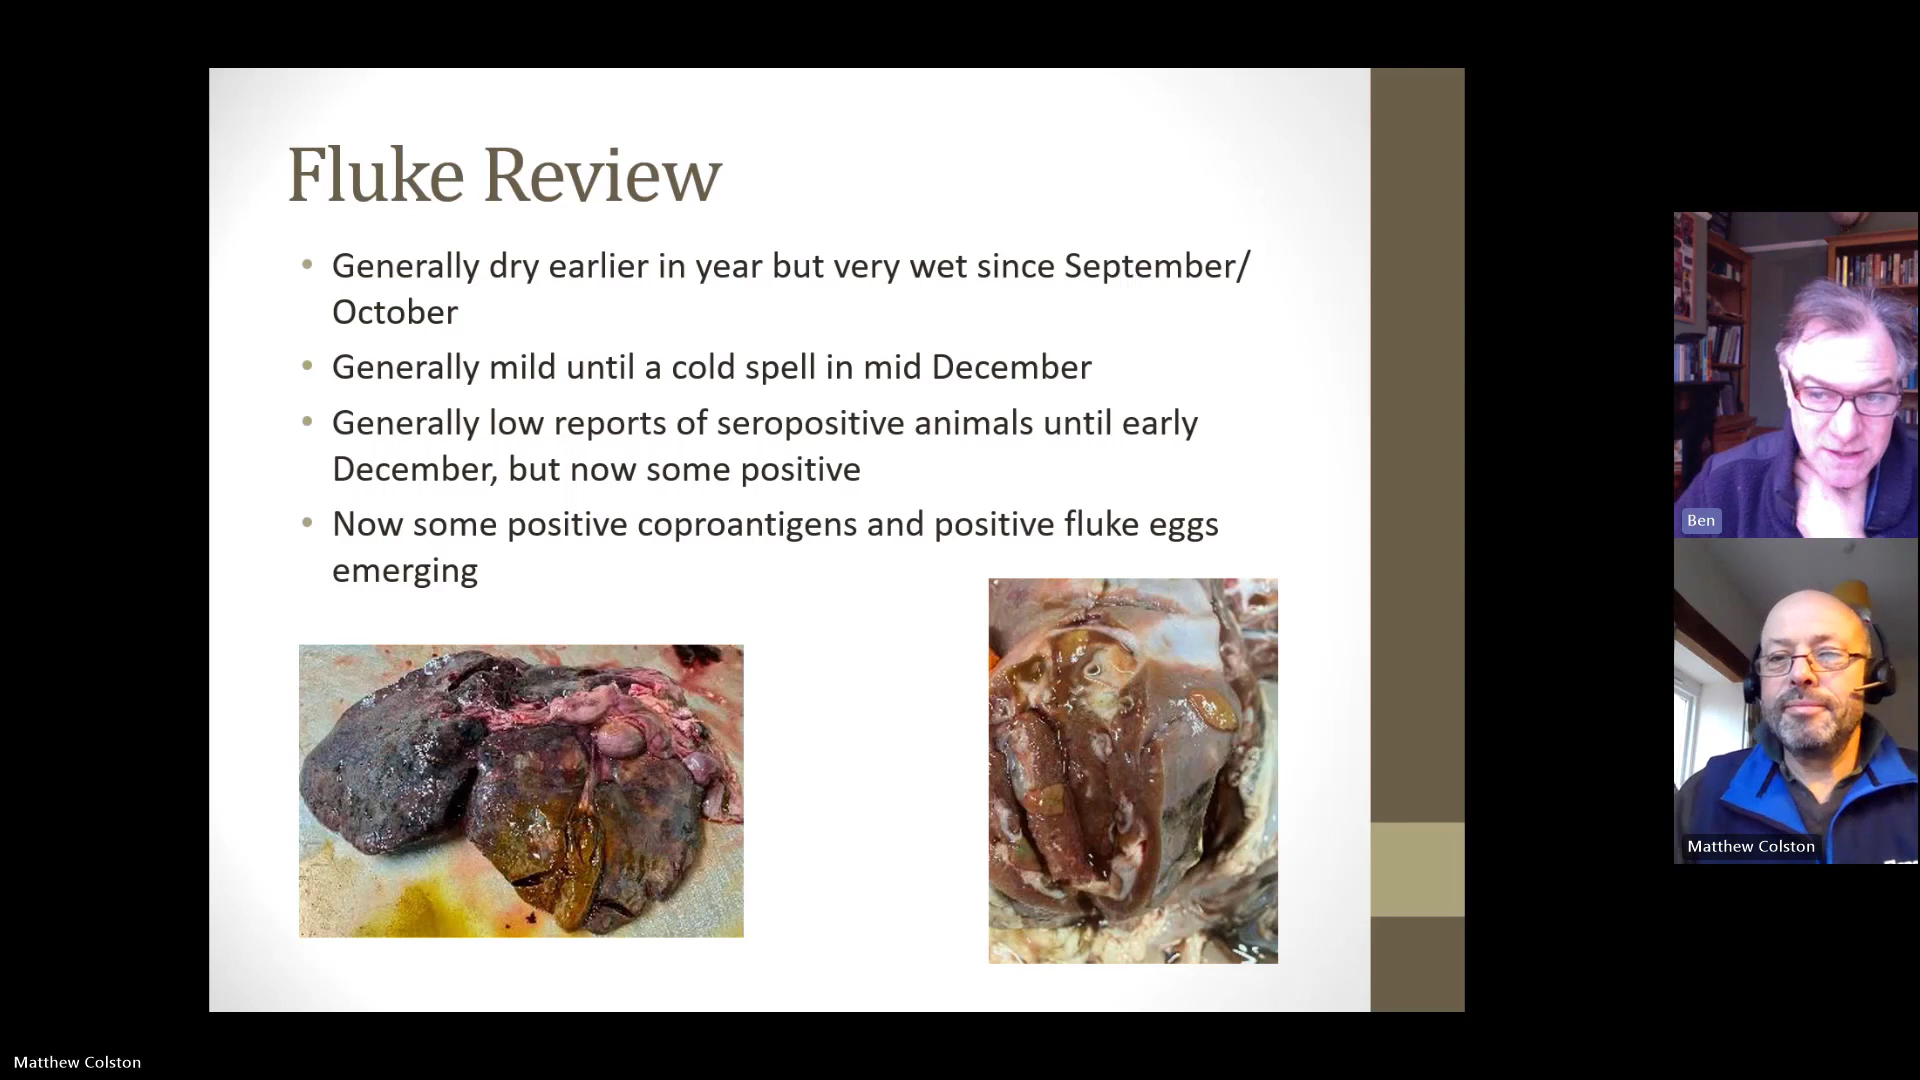 Fluke Review
• Generally dry earlier in year but very wet since September/
October
• Generally mild until a cold spell in mid December
• Generally low reports of seropositive animals until early
December, but now some positive
• Now some positive coproantigens and positive fluke eggs
emerging
Ben
Matthew Colston
Matthew Colston